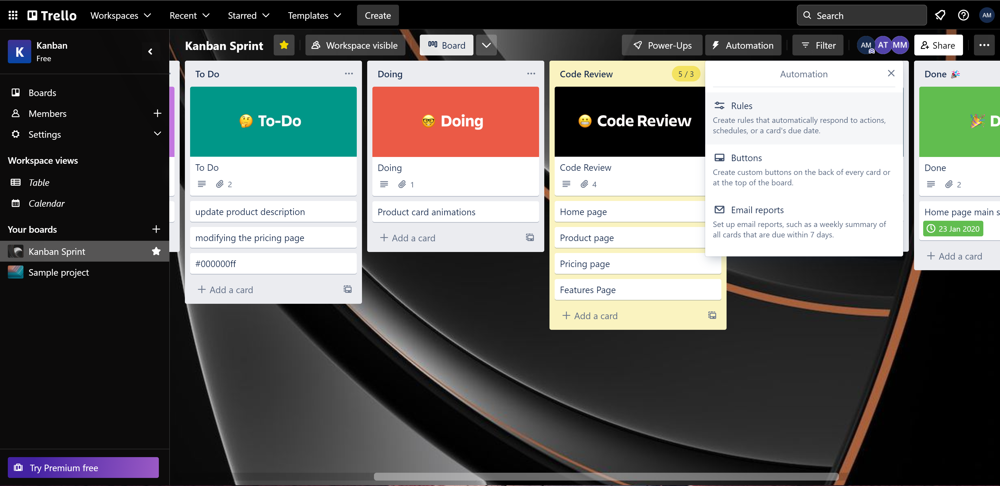 Trello
Workspaces
Recent
Starred
Templates
Create
Search
AM
K
Kanban
Free
Kanban Sprint
Workspace visible
Board
Power-Ups
Automation
Filter
AM
AT
MM
Share
Boards
Members
Settings
Workspace views
Table
Calendar
Your boards
Kanban Sprint
Sample project
Try Premium free
To Do
To-Do
To Do
2
update product description
modifying the pricing page
#000000ff
Add a card
Doing
Doing
Doing
1
Product card animations
Add a card
Code Review
5 / 3
Code Review
Code Review
4
Home page
Product page
Pricing page
Features Page
Add a card
Automation
Rules
Create rules that automatically respond to actions,
schedules, or a card's due date.
Buttons
Create custom buttons on the back of every card or
at the top of the board.
Email reports
Set up email reports, such as a weekly summary of
all cards that are due within 7 days.
Done
D
Done
2
Home page main s
23 Jan 2020
Add a card